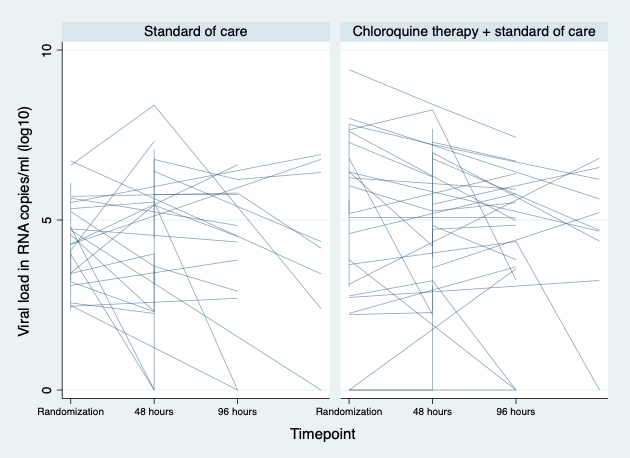 Standard of care
Chloroquine therapy + standard of care
Viral load in RNA copies/ml (log10)
10
5
0
Randomization
48 hours
96 hours
Randomization
48 hours
96 hours
Timepoint